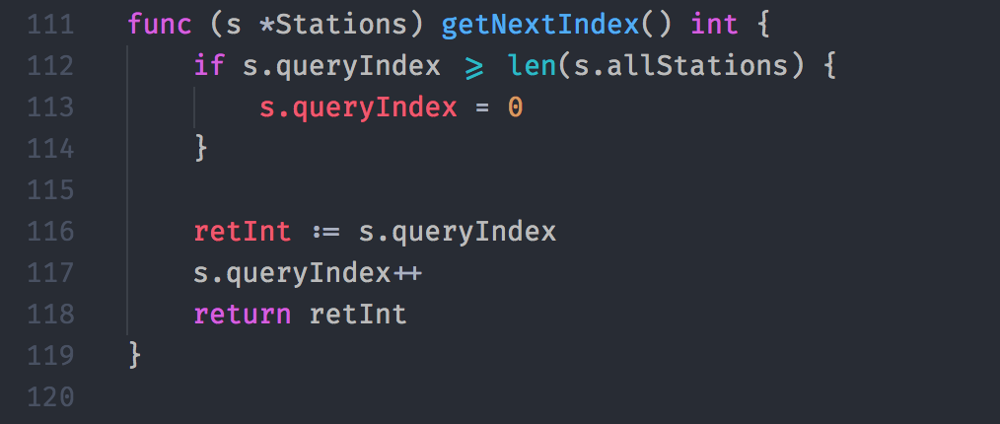 111 func (s *Stations) getNextIndex() int {
112     if s.queryIndex >= len(s.allStations) {
113         s.queryIndex = 0
114     }
115
116     retInt := s.queryIndex
117     s.queryIndex++
118     return retInt
119 }
120